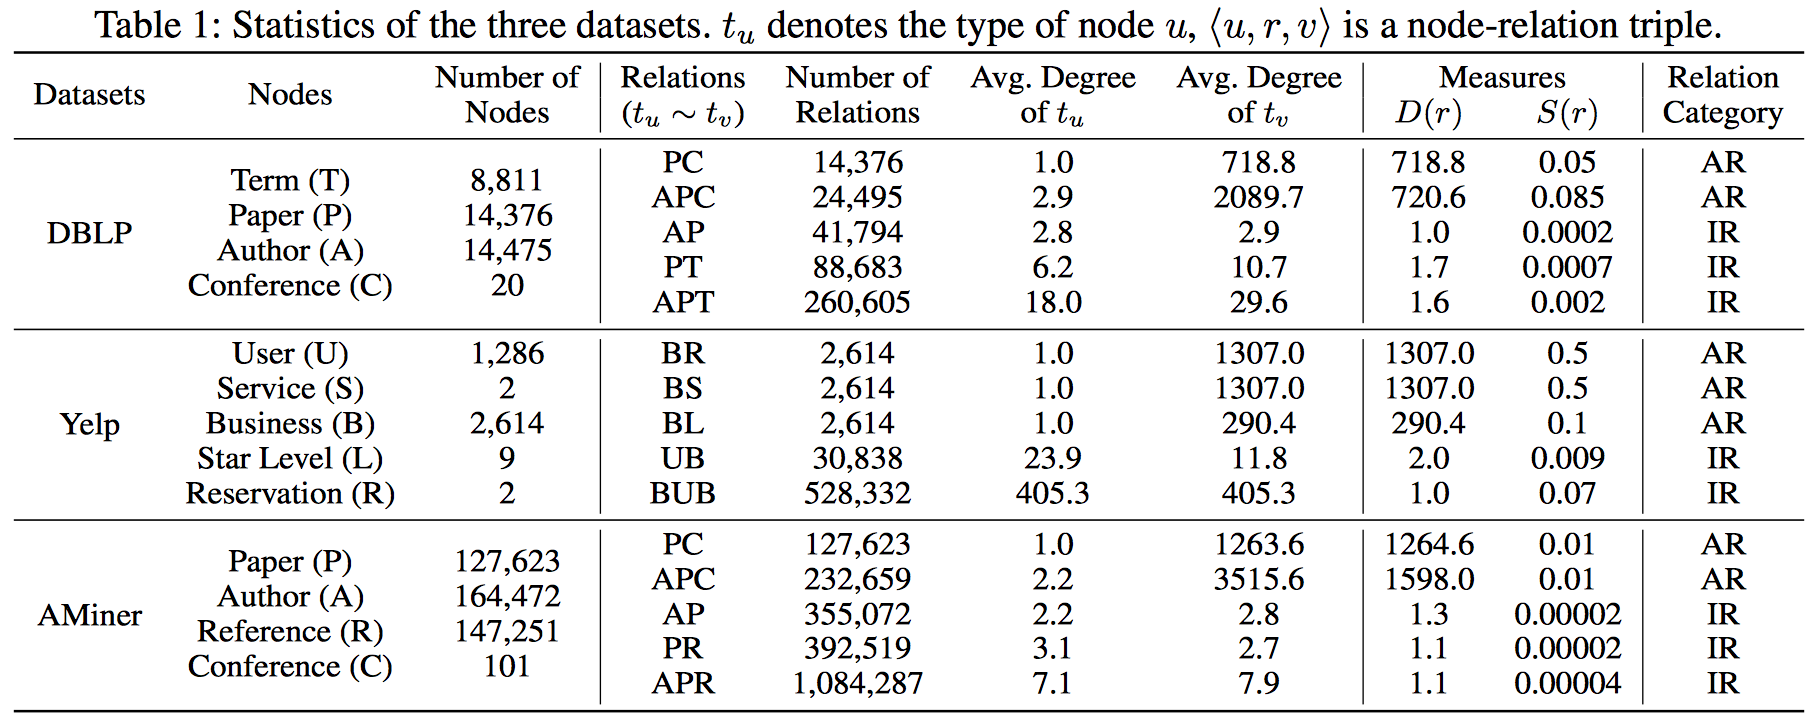 Table 1: Statistics of the three datasets. t_u denotes the type of node u, ⟨u, r, v⟩ is a node-relation triple.
Datasets Nodes Number of Nodes Relations (t_u ∼ t_v) Number of Relations Avg. Degree of t_u Avg. Degree of t_v Measures D(r) S(r) Relation Category
DBLP
Term (T) 8,811
Paper (P) 14,376
Author (A) 14,475
Conference (C) 20
PC 14,376 1.0 718.8 718.8 0.05 AR
APC 24,495 2.9 2089.7 720.6 0.085 AR
AP 41,794 2.8 2.9 1.0 0.0002 IR
PT 88,683 6.2 10.7 1.7 0.0007 IR
APT 260,605 18.0 29.6 1.6 0.002 IR
Yelp
User (U) 1,286 BR 2,614 1.0 1307.0 1307.0 0.5 AR
Service (S) 2 BS 2,614 1.0 1307.0 1307.0 0.5 AR
Business (B) 2,614 BL 2,614 1.0 290.4 290.4 0.1 AR
Star Level (L) 9 UB 30,838 23.9 11.8 2.0 0.009 IR
Reservation (R) 2 BUB 528,332 405.3 405.3 1.0 0.07 IR
AMiner
Paper (P) 127,623
Author (A) 164,472
Reference (R) 147,251
Conference (C) 101
PC 127,623 1.0 1263.6 1264.6 0.01 AR
APC 232,659 2.2 3515.6 1598.0 0.01 AR
AP 355,072 2.2 2.8 1.3 0.00002 IR
PR 392,519 3.1 2.7 1.1 0.00002 IR
APR 1,084,287 7.1 7.9 1.1 0.00004 IR